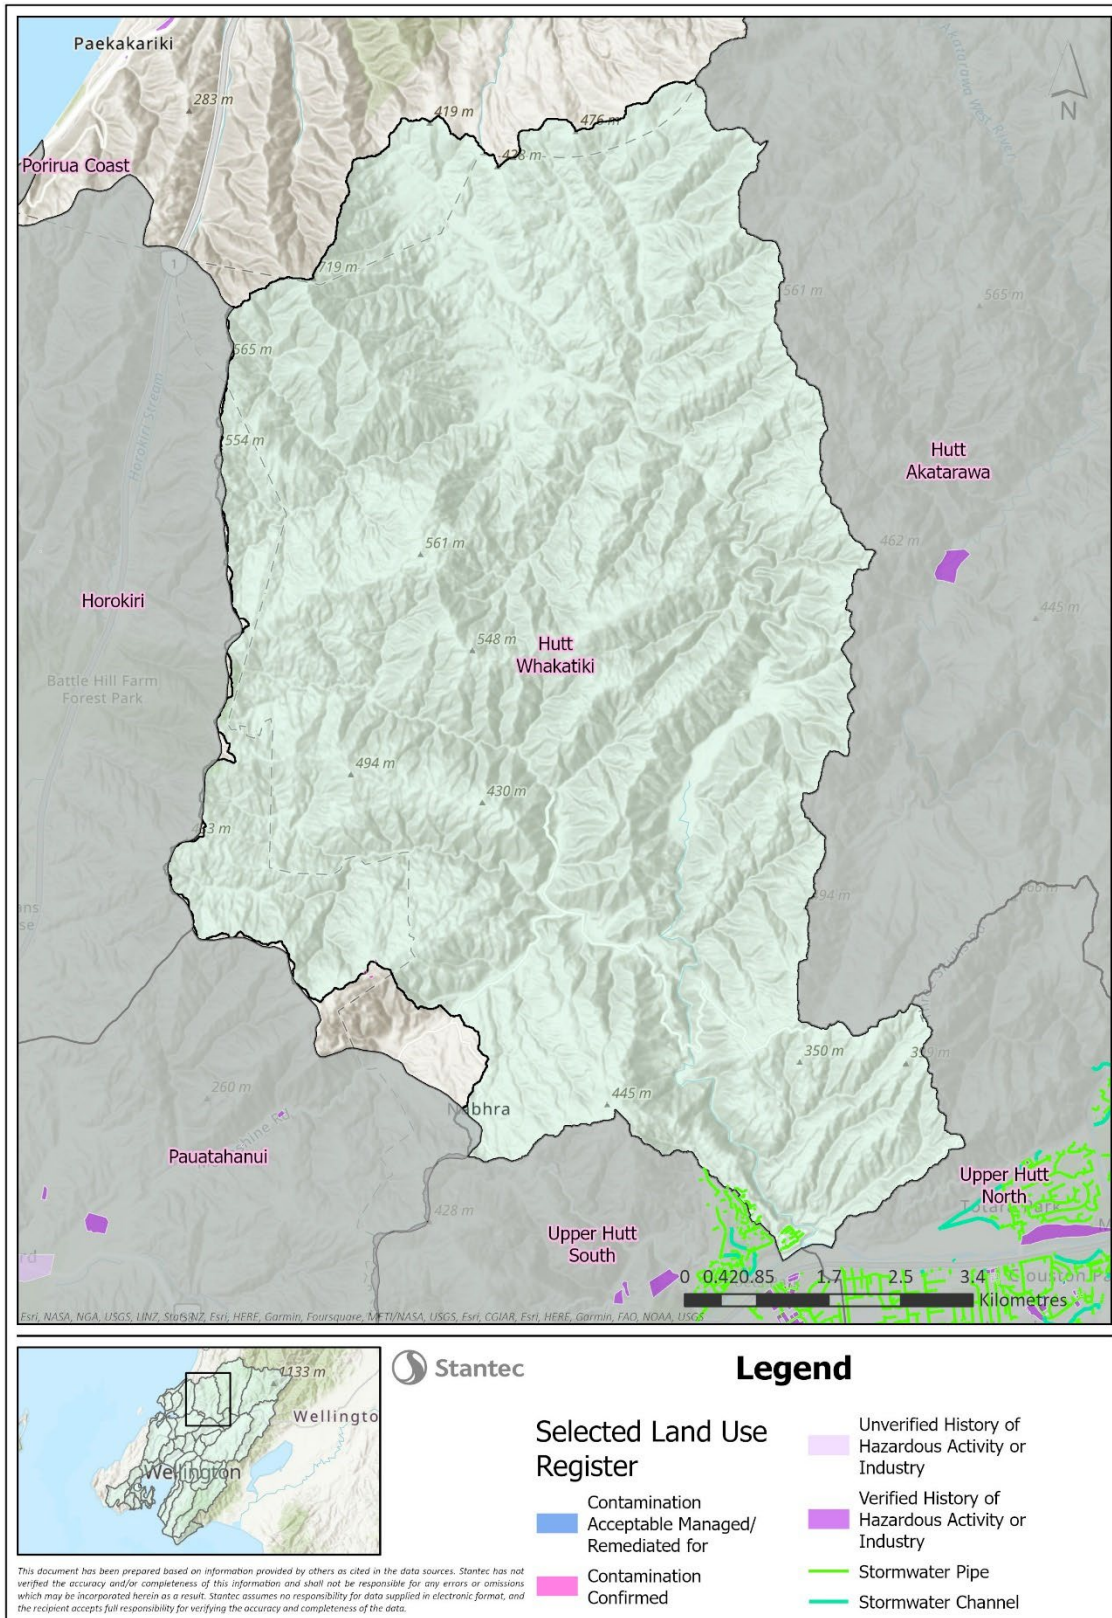 Paekakariki
283 m
419 m
476 m
428 m
Akatarawa West River
N
Porirua Coast
1
719 m
561 m
565 m
565 m
Horokiri Stream
554 m
Hutt
Akatarawa
561 m
462 m
445 m
Horokiri
548 m
Hutt
Whakatiki
Battle Hill Farm
Forest Park
494 m
430 m
350 m
445 m
260 m
Pauatahanui
Upper Hutt
North
428 m
Upper Hutt
South
0 0.42 0.85 1.7 2.5 3.4
Kilometres
Esri, NASA, NGA, USGS, LINZ, StatsNZ, Esri, HERE, Garmin, Foursquare, METI/NASA, USGS, Esri, CGIAR, Esri, HERE, Garmin, FAO, NOAA, USGS
1133 m
Wellingto
Wellington
Stantec
Legend
Selected Land Use
Register
Contamination
Acceptable Managed/
Remediated for
Contamination
Confirmed
Unverified History of
Hazardous Activity or
Industry
Verified History of
Hazardous Activity or
Industry
Stormwater Pipe
Stormwater Channel
This document has been prepared based on information provided by others as cited in the data sources. Stantec has not
verified the accuracy and/or completeness of this information and shall not be responsible for any errors or omissions
which may be incorporated herein as a result. Stantec assumes no responsibility for data supplied in electronic format, and
the recipient accepts full responsibility for verifying the accuracy and completeness of the data.